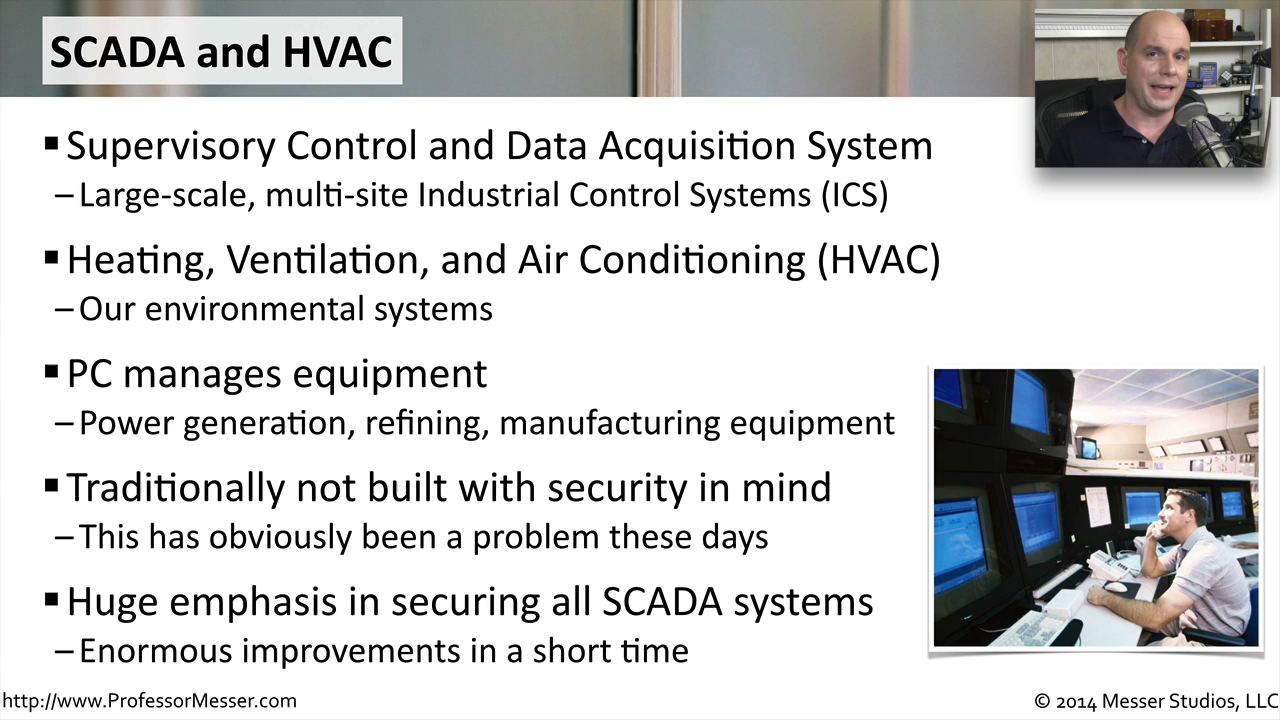 SCADA and HVAC
▪ Supervisory Control and Data Acquisition System
– Large-scale, multi-site Industrial Control Systems (ICS)
▪ Heating, Ventilation, and Air Conditioning (HVAC)
– Our environmental systems
▪ PC manages equipment
– Power generation, refining, manufacturing equipment
▪ Traditionally not built with security in mind
– This has obviously been a problem these days
▪ Huge emphasis in securing all SCADA systems
– Enormous improvements in a short time
http://www.ProfessorMesser.com
© 2014 Messer Studios, LLC